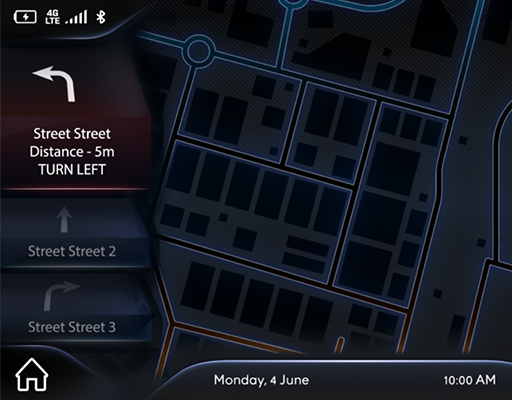 4G
LTE
Street Street
Distance - 5m
TURN LEFT
Street Street 2
Street Street 3
Monday, 4 June
10:00 AM